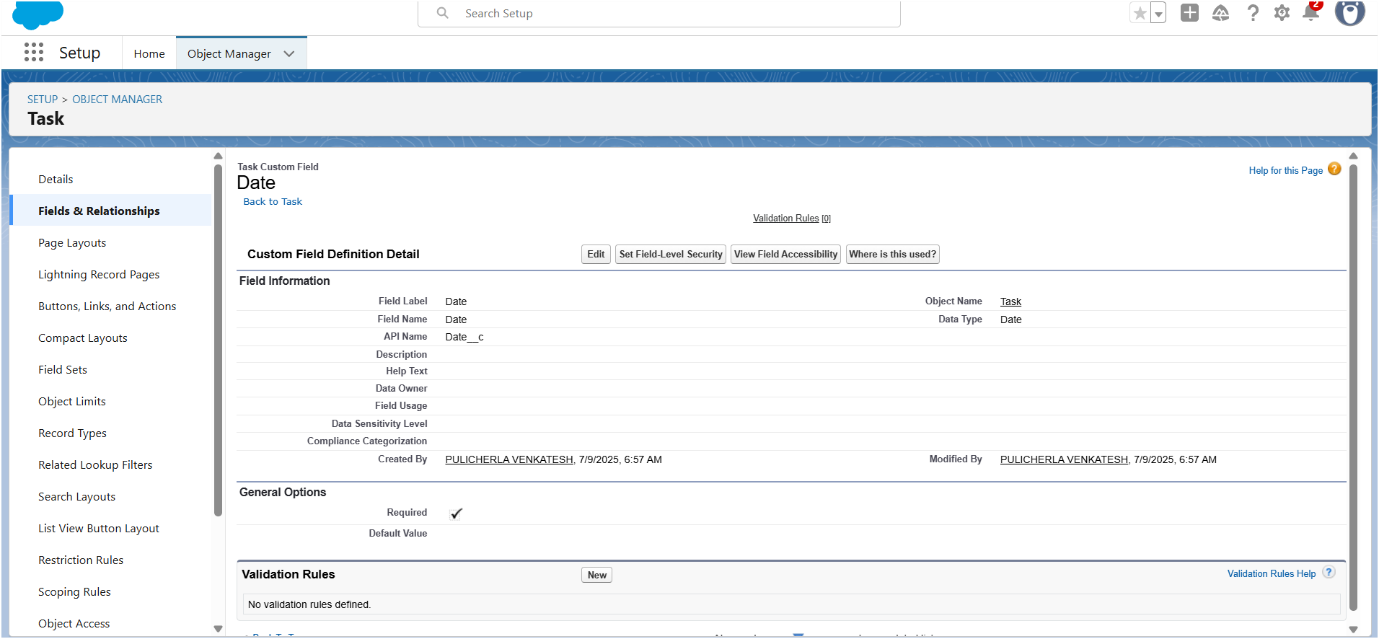 Search Setup
2
Setup
Home
Object Manager
SETUP > OBJECT MANAGER
Task
Details
Fields & Relationships
Page Layouts
Lightning Record Pages
Buttons, Links, and Actions
Compact Layouts
Field Sets
Object Limits
Record Types
Related Lookup Filters
Search Layouts
List View Button Layout
Restriction Rules
Scoping Rules
Object Access
Task Custom Field
Date
Help for this Page ?
Back to Task
Validation Rules [0]
Custom Field Definition Detail Edit Set Field-Level Security View Field Accessibility Where is this used?
Field Information
Field Label Date Object Name Task
Field Name Date Data Type Date
API Name Date__c
Description
Help Text
Data Owner
Field Usage
Data Sensitivity Level
Compliance Categorization
Created By PULICHERLA VENKATESH, 7/9/2025, 6:57 AM Modified By PULICHERLA VENKATESH, 7/9/2025, 6:57 AM
General Options
Required ✓
Default Value
Validation Rules New Validation Rules Help ?
No validation rules defined.